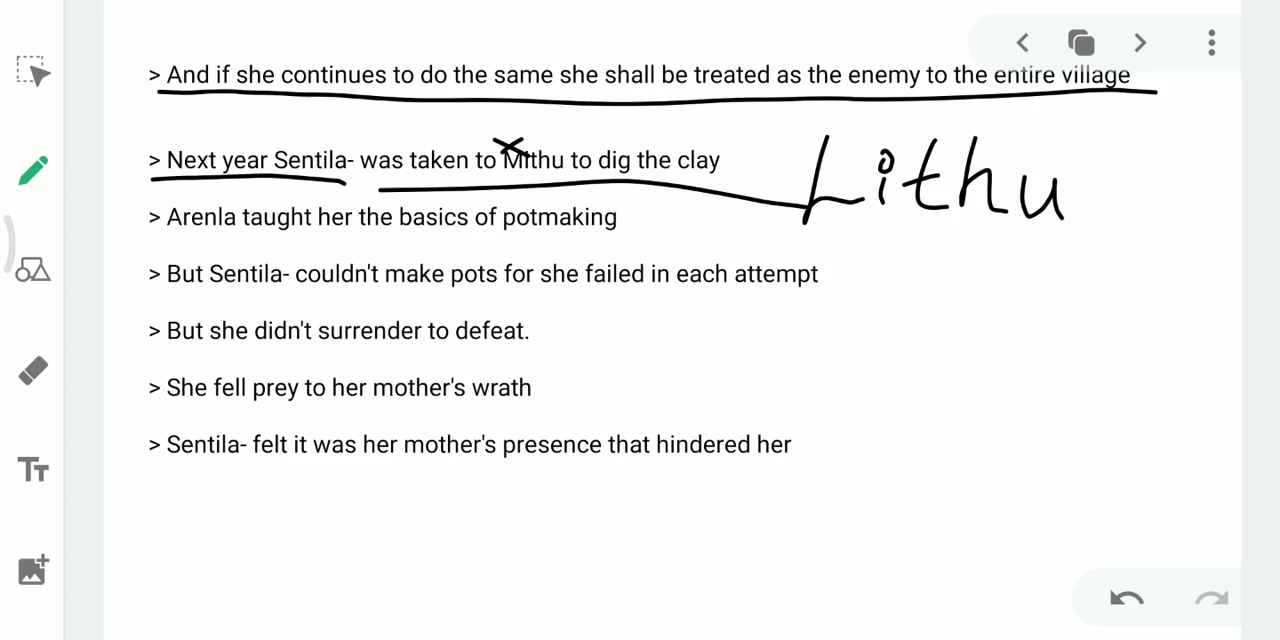 > And if she continues to do the same she shall be treated as the enemy to the entire village
> Next year Sentila- was taken to Mithu to dig the clay
Lithu
> Arenla taught her the basics of potmaking
> But Sentila- couldn't make pots for she failed in each attempt
> But she didn't surrender to defeat.
> She fell prey to her mother's wrath
> Sentila- felt it was her mother's presence that hindered her
TT